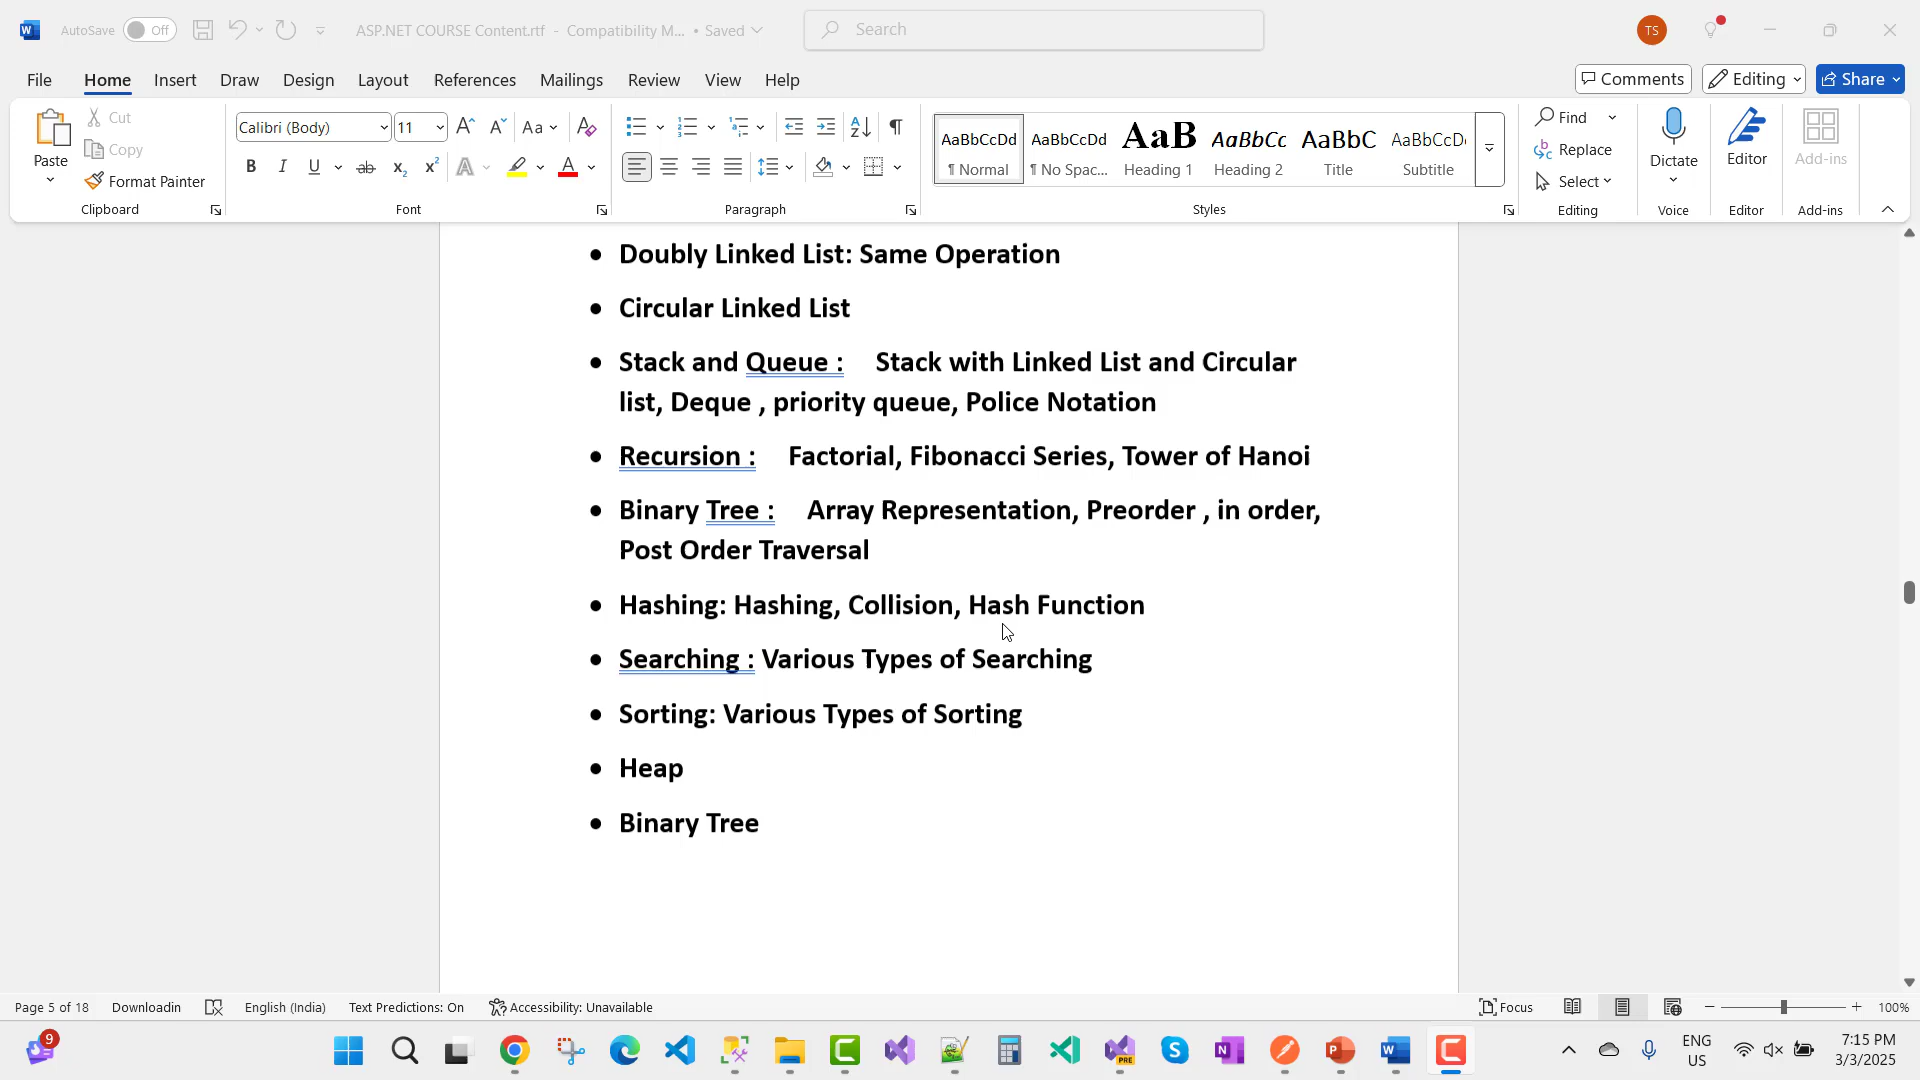 AutoSave Off ASP.NET COURSE Content.rtf - Compatibility M... • Saved Search TS
File Home Insert Draw Design Layout References Mailings Review View Help Comments Editing Share
Paste Cut Copy Format Painter Clipboard
Calibri (Body) 11 Font
Paragraph
AaBbCcDd ¶ Normal
AaBbCcDd ¶ No Spac...
AaB Heading 1
AaBbCc Heading 2
AaBbC Title
AaBbCcD Subtitle
Styles
Find Replace Select Editing
Dictate Voice
Editor Editor
Add-ins Add-ins
• Doubly Linked List: Same Operation
• Circular Linked List
• Stack and Queue : Stack with Linked List and Circular
list, Deque , priority queue, Police Notation
• Recursion : Factorial, Fibonacci Series, Tower of Hanoi
• Binary Tree : Array Representation, Preorder , in order,
Post Order Traversal
• Hashing: Hashing, Collision, Hash Function
• Searching : Various Types of Searching
• Sorting: Various Types of Sorting
• Heap
• Binary Tree
Page 5 of 18 Downloadin English (India) Text Predictions: On Accessibility: Unavailable Focus 100%
9 PRE ENG US 7:15 PM 3/3/2025